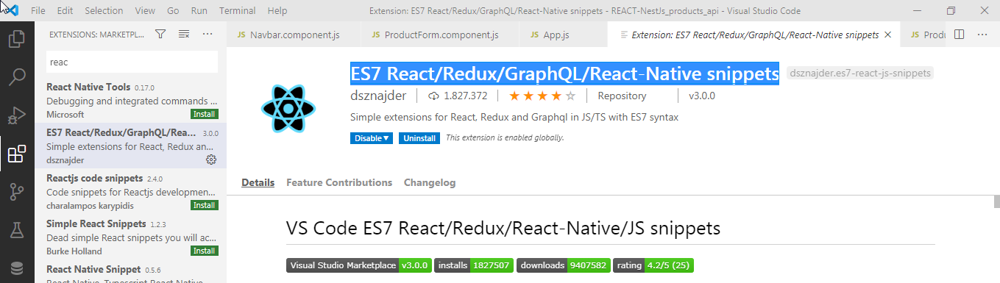 File Edit Selection View Go Run Terminal Help Extension: ES7 React/Redux/GraphQL/React-Native snippets - REACT-NestJs_products_api - Visual Studio Code
EXTENSIONS: MARKETPL...
JS Navbar.component.js JS ProductForm.component.js JS App.js Extension: ES7 React/Redux/GraphQL/React-Native snippets JS Produ
reac
React Native Tools 0.17.0
Debugging and integrated commands ...
Microsoft Install
ES7 React/Redux/GraphQL/Rea... 3.0.0
Simple extensions for React, Redux an...
dsznajder
Reactjs code snippets 2.4.0
Code snippets for Reactjs developmen...
charalampos karypidis Install
Simple React Snippets 1.2.3
Dead simple React snippets you will ac...
Burke Holland Install
React Native Snippet 0.5.6
React Native, Typescript React Native
ES7 React/Redux/GraphQL/React-Native snippets dsznajder.es7-react-js-snippets
dsznajder 1.827.372 Repository v3.0.0
Simple extensions for React, Redux and Graphql in JS/TS with ES7 syntax
Disable Uninstall This extension is enabled globally.
Details Feature Contributions Changelog
VS Code ES7 React/Redux/React-Native/JS snippets
Visual Studio Marketplace v3.0.0 installs 1827507 downloads 9407582 rating 4.2/5 (25)